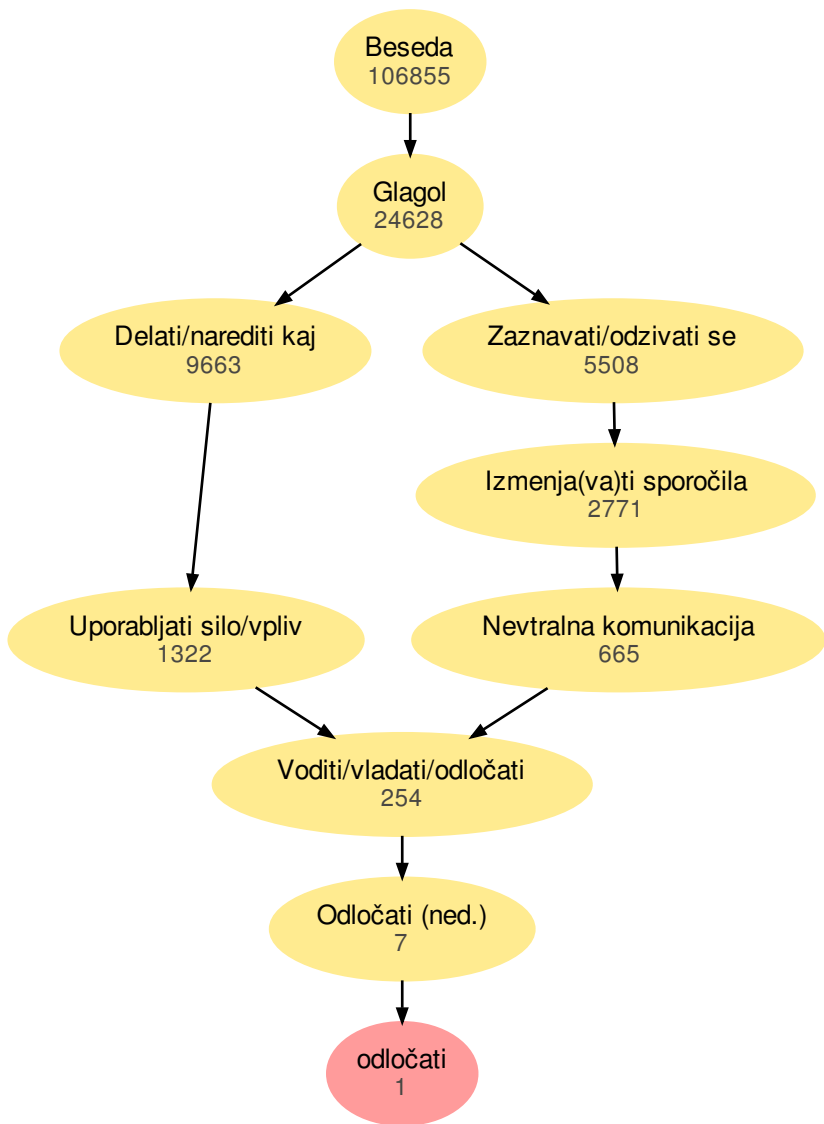 Beseda
106855
Glagol
24628
Delati/narediti kaj
9663
Zaznavati/odzivati se
5508
Izmenja(va)ti sporočila
2771
Uporabljati silo/vpliv
1322
Nevtralna komunikacija
665
Voditi/vladati/odločati
254
Odločati (ned.)
7
odločati
1